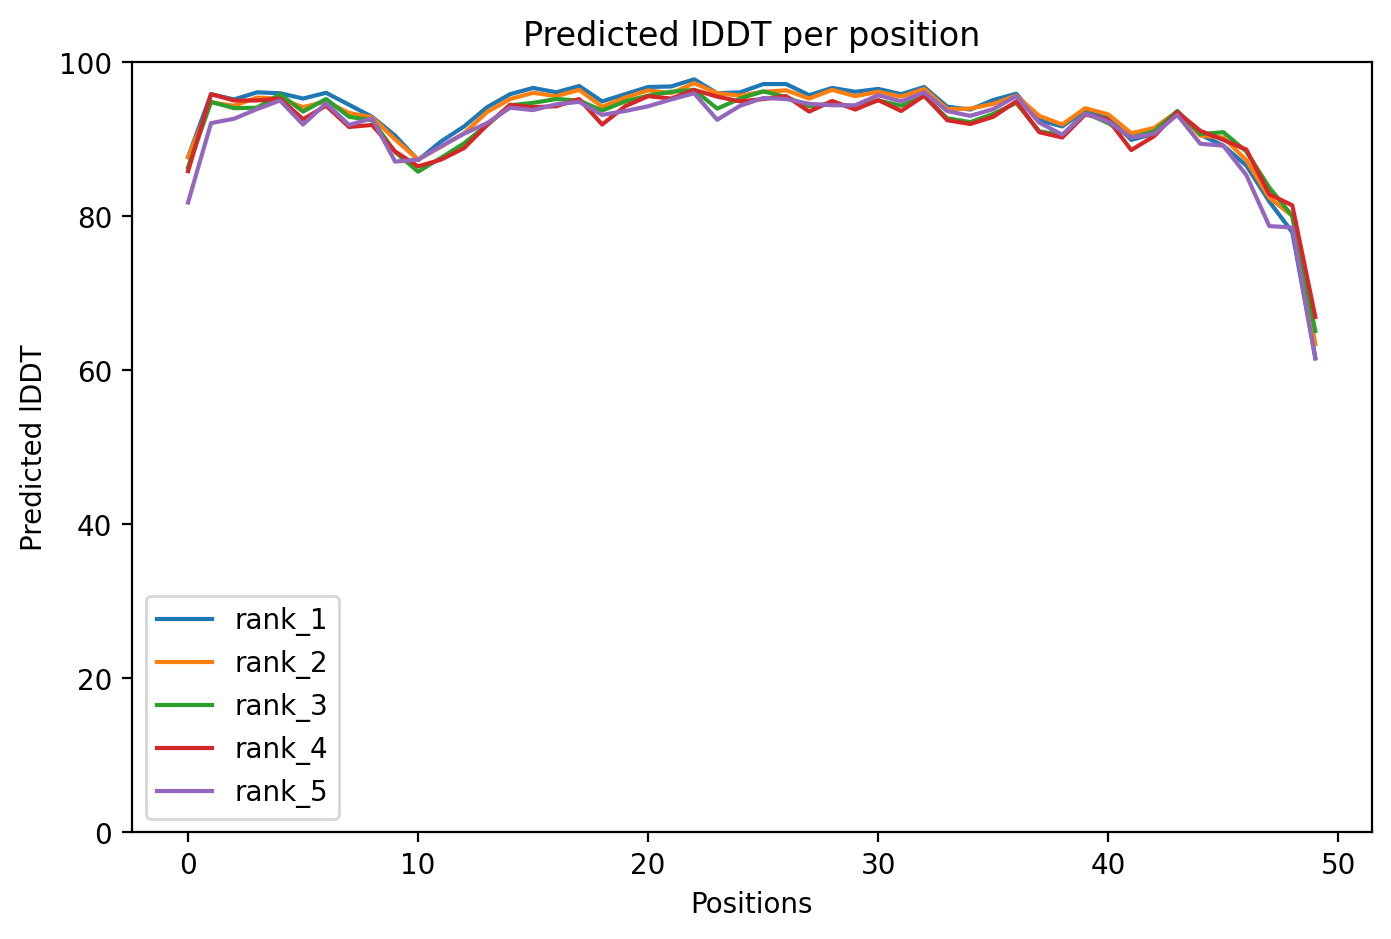 Predicted lDDT per position
100
80
60
40
20
0
Predicted lDDT
rank_1
rank_2
rank_3
rank_4
rank_5
0 10 20 30 40 50
Positions